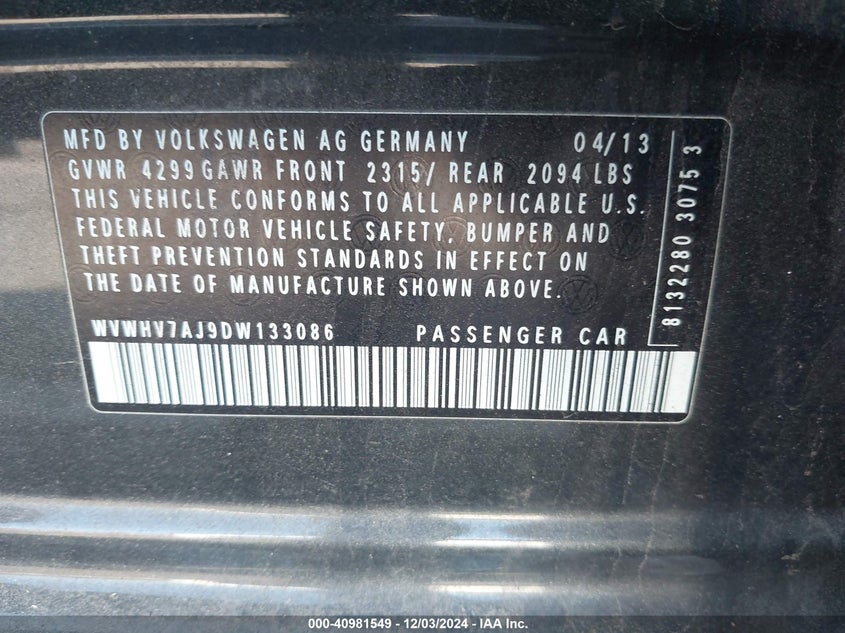 MFD BY VOLKSWAGEN AG GERMANY 04/13
GVWR 4299 GAWR FRONT 2315/ REAR 2094 LBS
THIS VEHICLE CONFORMS TO ALL APPLICABLE U.S.
FEDERAL MOTOR VEHICLE SAFETY, BUMPER AND
THEFT PREVENTION STANDARDS IN EFFECT ON
THE DATE OF MANUFACTURE SHOWN ABOVE.
WVWHV7AJ9DW133086 PASSENGER CAR
8132280 3075 3
000-40981549 - 12/03/2024 - IAA Inc.